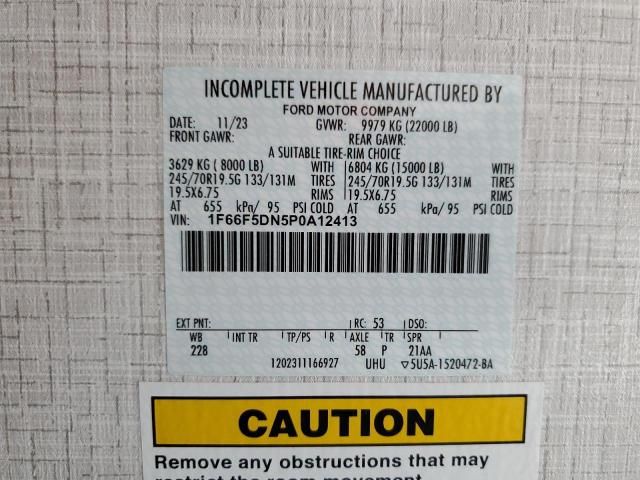 INCOMPLETE VEHICLE MANUFACTURED BY
FORD MOTOR COMPANY
DATE: 11/23 GVWR: 9979 KG (22000 LB)
FRONT GAWR: REAR GAWR:
A SUITABLE TIRE-RIM CHOICE
3629 KG ( 8000 LB) WITH 6804 KG (15000 LB) WITH
245/70R19.5G 133/131M TIRES 245/70R19.5G 133/131M TIRES
19.5X6.75 RIMS 19.5X6.75 RIMS
AT 655 kPa/ 95 PSI COLD AT 655 kPa/ 95 PSI COLD
VIN: 1F66F5DN5P0A12413
EXT PNT: RC: 53 DSO:
WB INT TR TP/PS R AXLE TR SPR
228 58 P 21AA
1202311166927 UHU ▽5U5A-1520472-BA
CAUTION
Remove any obstructions that may
restrict the room movement.